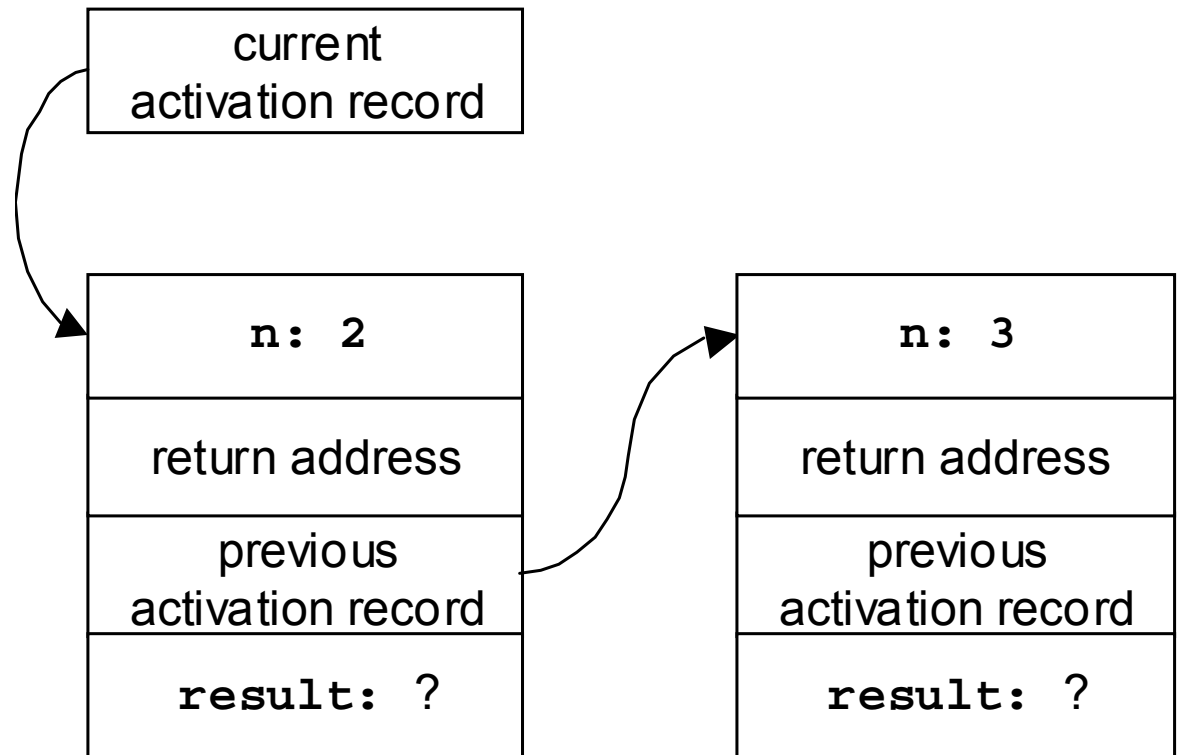 current
activation record
n: 2
return address
previous
activation record
result: ?
n: 3
return address
previous
activation record
result: ?